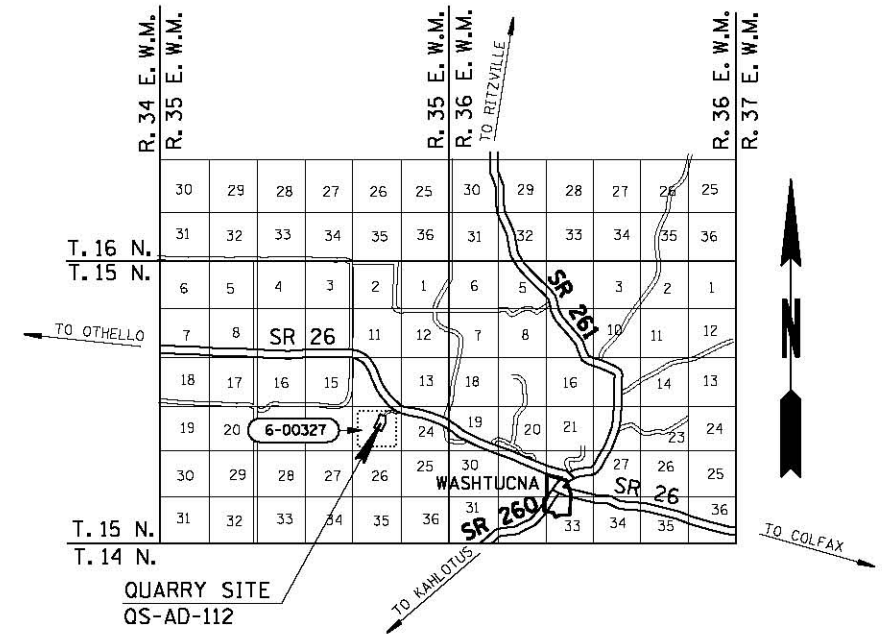 R. 34 E. W.M.
R. 35 E. W.M.
R. 35 E. W.M.
R. 36 E. W.M.
R. 36 E. W.M.
R. 37 E. W.M.
TO RITZVILLE
30 29 28 27 26 25 30 29 28 27 26 25
31 32 33 34 35 36 31 32 33 34 35 36
T. 16 N.
T. 15 N.
6 5 4 3 2 1 6 5 3 2 1
SR 261
TO OTHELLO
7 8 SR 26 11 12 7 8 10 11 12
18 17 16 15 13 18 16 14 13
19 20 24 19 20 21 23 24
6-00327
30 29 28 27 26 25 30 27 26 25
WASHTUCNA
SR 26
31 32 33 34 35 36 31 33 34 35 36
SR 260
T. 15 N.
T. 14 N.
N
TO COLFAX
TO KAHLOTUS
QUARRY SITE
QS-AD-112